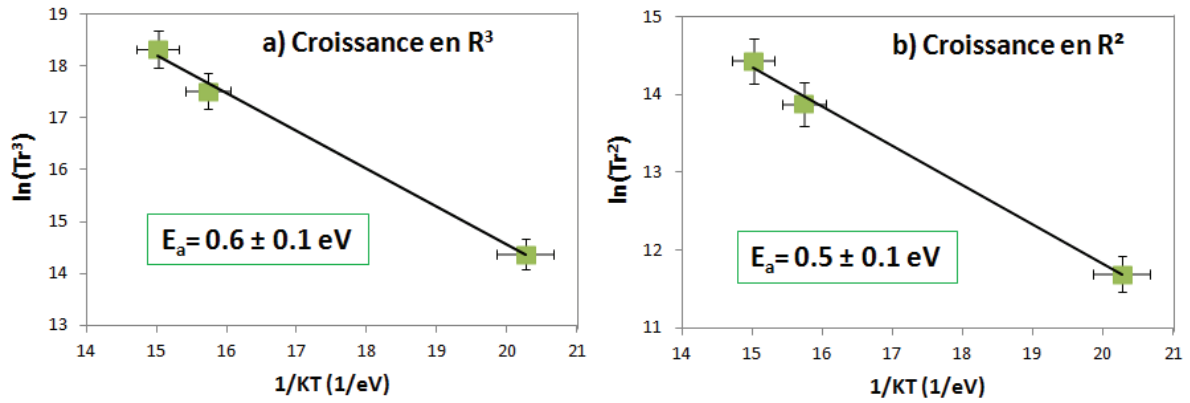 a) Croissance en R³
19
18
17
16
15
14
13
ln(Tr³)
Eₐ= 0.6 ± 0.1 eV
14 15 16 17 18 19 20 21
1/KT (1/eV)
b) Croissance en R²
15
14
13
12
11
ln(Tr²)
Eₐ= 0.5 ± 0.1 eV
14 15 16 17 18 19 20 21
1/KT (1/eV)